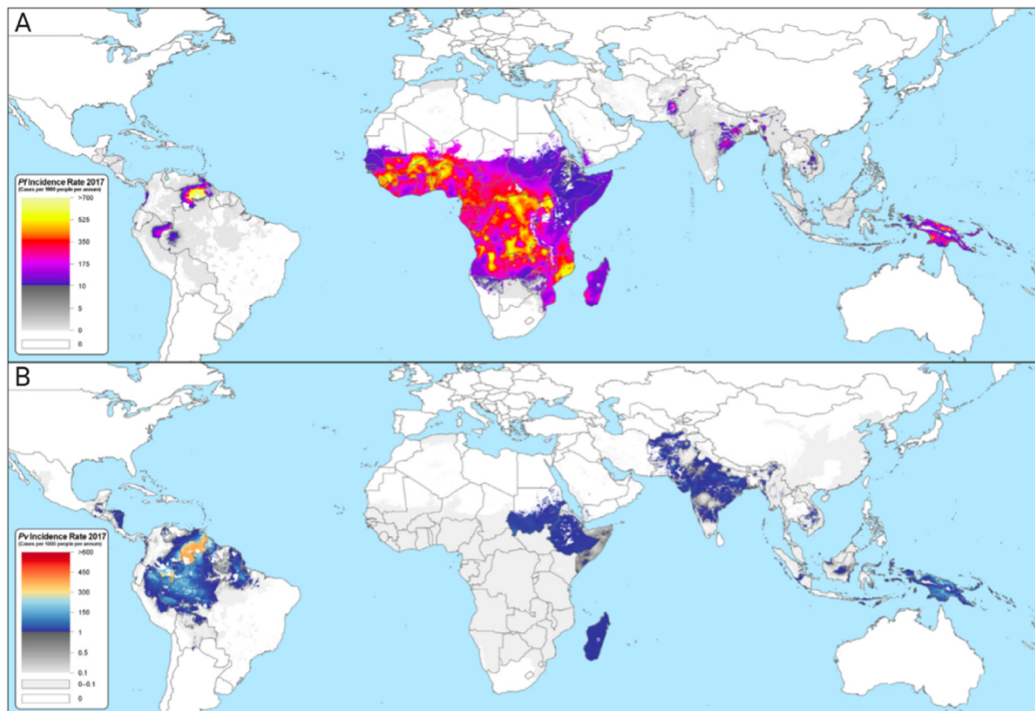 A
Pf Incidence Rate 2017
(Cases per 1000 people per annum)
>700
525
350
175
10
5
0
0
B
Pv Incidence Rate 2017
(Cases per 1000 people per annum)
>600
450
300
150
1
0.5
0.1
0-0.1
0